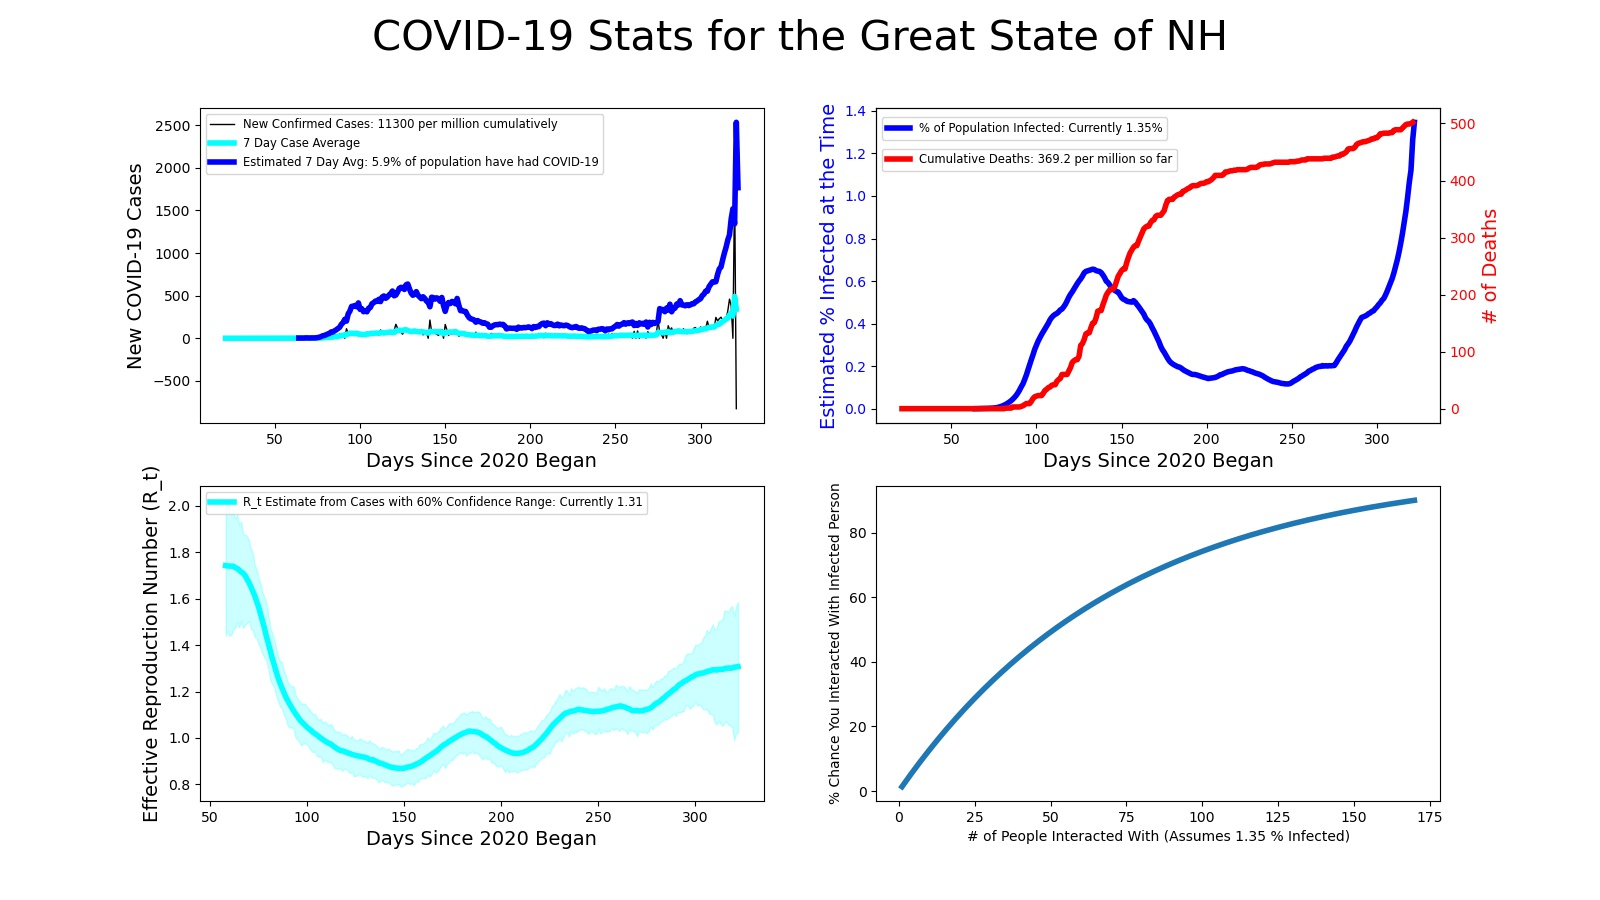 COVID-19 Stats for the Great State of NH
New COVID-19 Cases
2500
2000
1500
1000
500
0
−500
New Confirmed Cases: 11300 per million cumulatively
7 Day Case Average
Estimated 7 Day Avg: 5.9% of population have had COVID-19
50 100 150 200 250 300
Days Since 2020 Began
Estimated % Infected at the Time
1.4
1.2
1.0
0.8
0.6
0.4
0.2
0.0
% of Population Infected: Currently 1.35%
Cumulative Deaths: 369.2 per million so far
500
400
300
200
100
0
# of Deaths
50 100 150 200 250 300
Days Since 2020 Began
Effective Reproduction Number (R_t)
2.0
1.8
1.6
1.4
1.2
1.0
0.8
R_t Estimate from Cases with 60% Confidence Range: Currently 1.31
50 100 150 200 250 300
Days Since 2020 Began
% Chance You Interacted With Infected Person
80
60
40
20
0
0 25 50 75 100 125 150 175
# of People Interacted With (Assumes 1.35 % Infected)